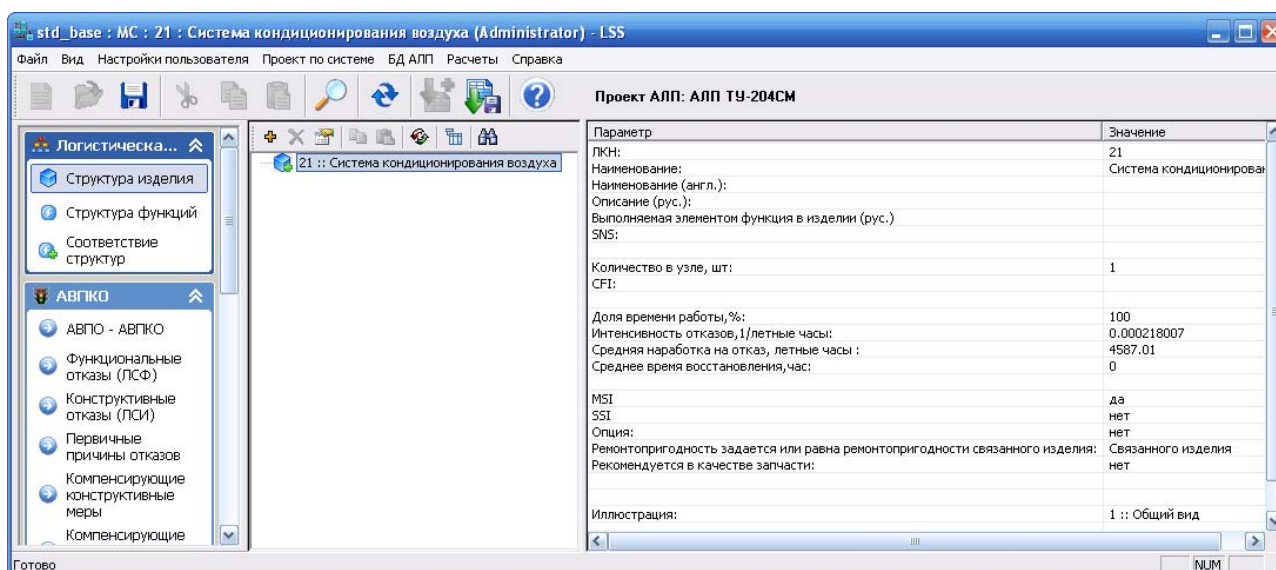 std_base : МС : 21 : Система кондиционирования воздуха (Administrator) - LSS
Файл Вид Настройки пользователя Проект по системе БД АЛП Расчеты Справка
Проект АЛП: АЛП ТУ-204СМ
Логистическа...
Структура изделия
Структура функций
Соответствие
структур
АВПКО
АВПО - АВПКО
Функциональные
отказы (ЛСФ)
Конструктивные
отказы (ЛСИ)
Первичные
причины отказов
Компенсирующие
конструктивные
меры
Компенсирующие
21 :: Система кондиционирования воздуха
Параметр Значение
ЛКН: 21
Наименование: Система кондиционирован
Наименование (англ.):
Описание (рус.):
Выполняемая элементом функция в изделии (рус.)
SNS:
Количество в узле, шт: 1
CFI:
Доля времени работы,%: 100
Интенсивность отказов,1/летные часы: 0.000218007
Средняя наработка на отказ, летные часы : 4587.01
Среднее время восстановления,час: 0
MSI да
SSI нет
Опция: нет
Ремонтопригодность задается или равна ремонтопригодности связанного изделия: Связанного изделия
Рекомендуется в качестве запчасти: нет
Иллюстрация: 1 :: Общий вид
Готово NUM